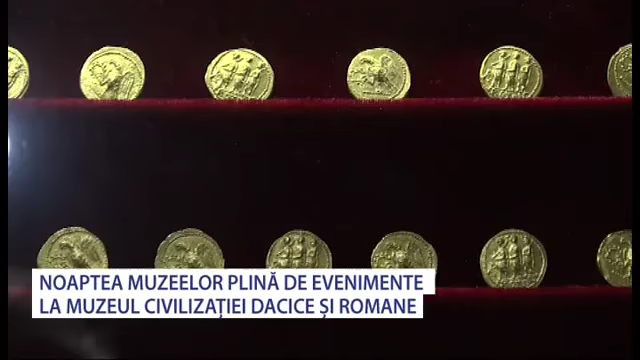 NOAPTEA MUZEELOR PLINĂ DE EVENIMENTE
LA MUZEUL CIVILIZAȚIEI DACICE ȘI ROMANE